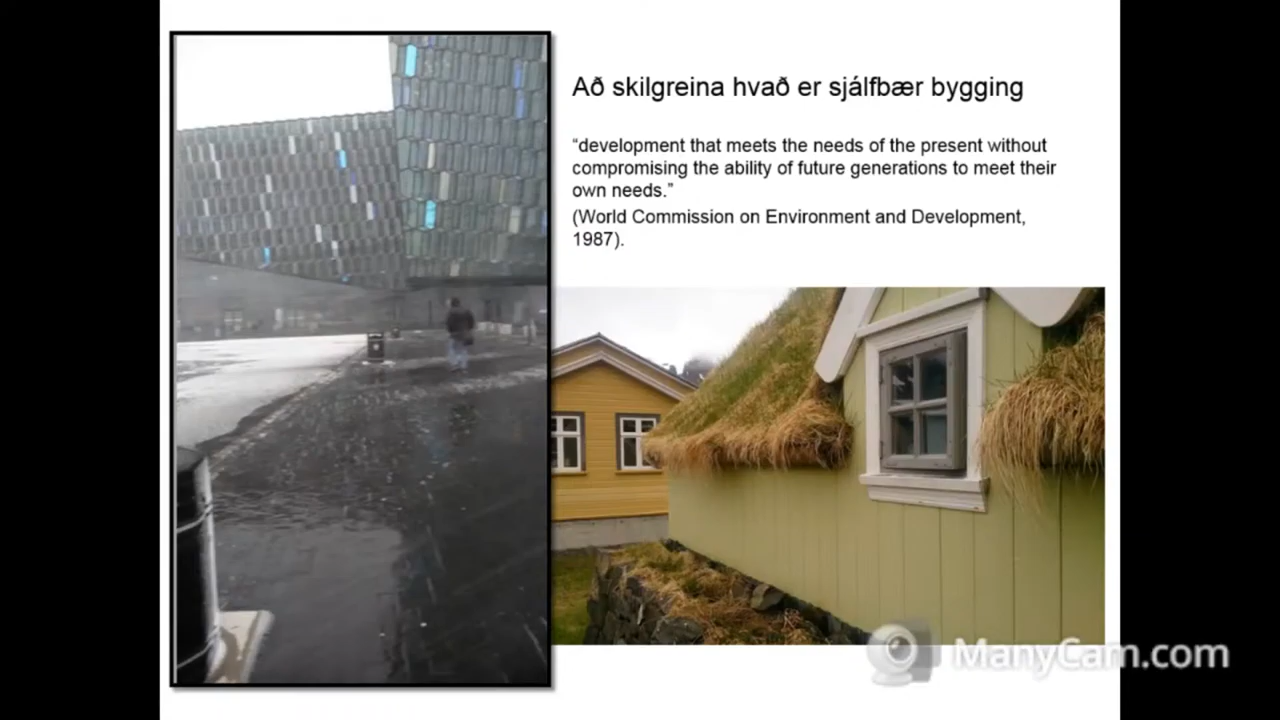 Að skilgreina hvað er sjálfbær bygging
“development that meets the needs of the present without
compromising the ability of future generations to meet their
own needs.”
(World Commission on Environment and Development,
1987).
ManyCam.com